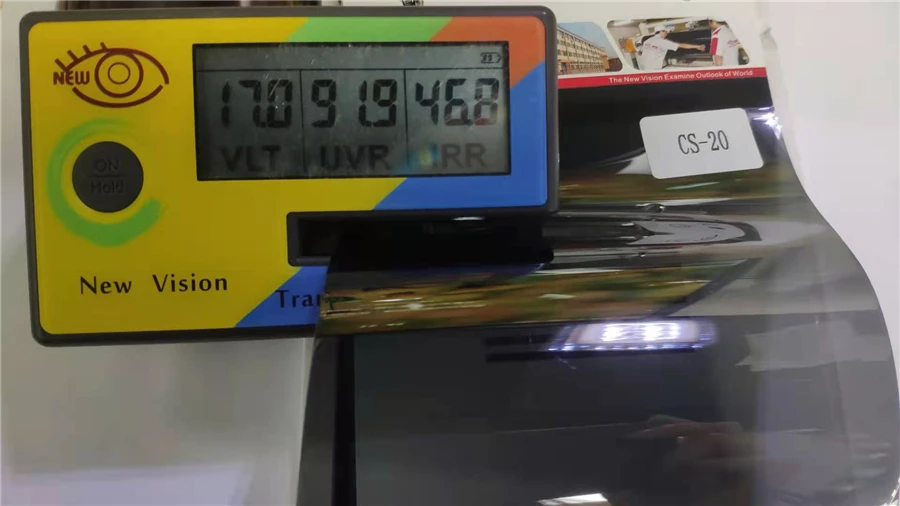 NEW
17.0 91.9 46.8
VLT UVR IRR
ON
Hold
New Vision
Tran
The New Vision Examine Outlook of World
CS-20